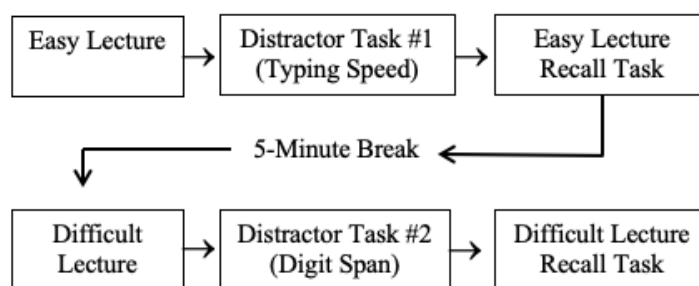 Easy Lecture
Distractor Task #1
(Typing Speed)
Easy Lecture
Recall Task
5-Minute Break
Difficult
Lecture
Distractor Task #2
(Digit Span)
Difficult Lecture
Recall Task